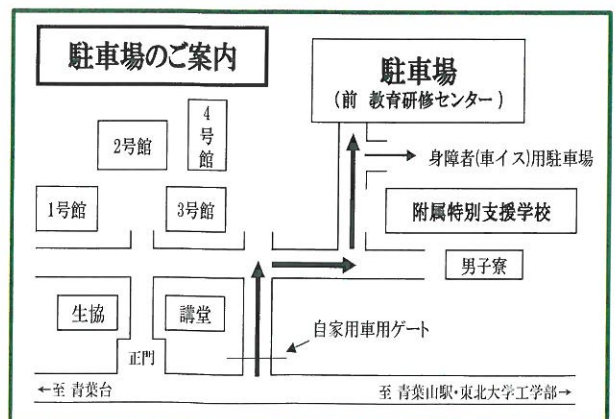 駐車場のご案内
駐車場
(前 教育研修センター)
4号館
2号館
身障者(車イス)用駐車場
1号館
3号館
附属特別支援学校
男子寮
生協
講堂
自家用車用ゲート
正門
←至 青葉台
至 青葉山駅・東北大学工学部→